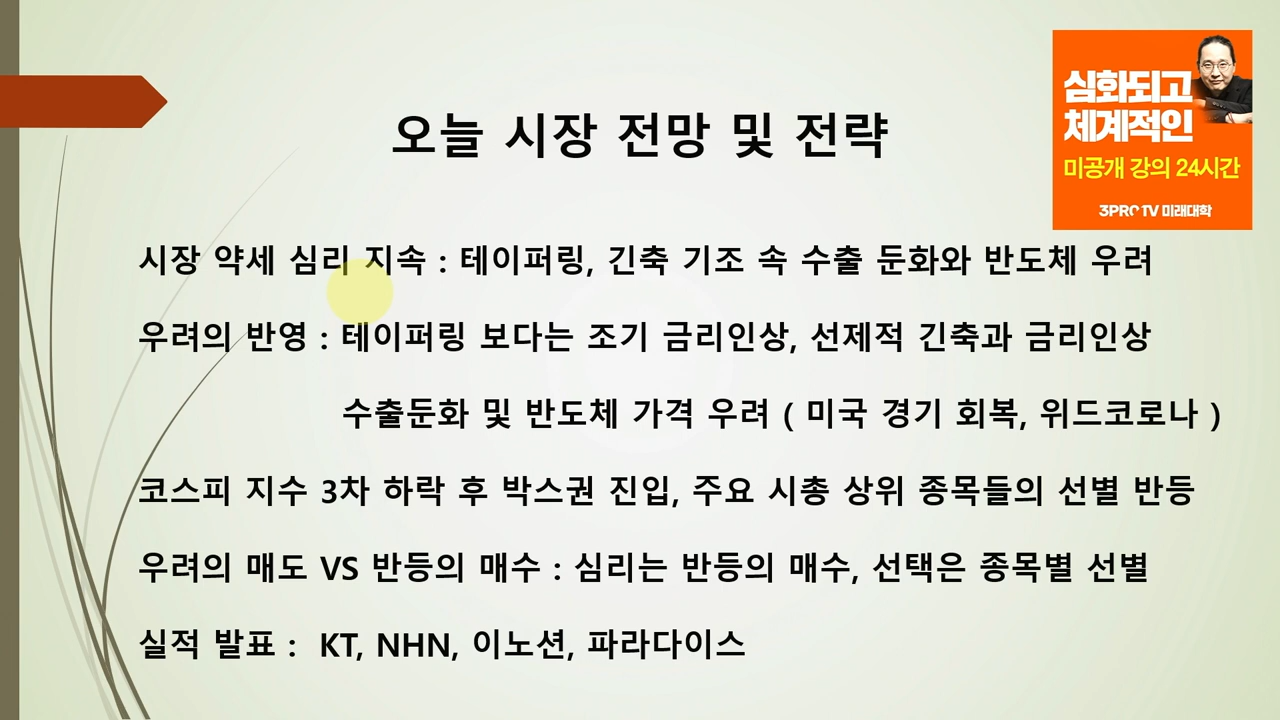 오늘 시장 전망 및 전략
심화되고
체계적인
미공개 강의 24시간
3PRO TV 미래대학
시장 약세 심리 지속 : 테이퍼링, 긴축 기조 속 수출 둔화와 반도체 우려
우려의 반영 : 테이퍼링 보다는 조기 금리인상, 선제적 긴축과 금리인상
수출둔화 및 반도체 가격 우려 ( 미국 경기 회복, 위드코로나 )
코스피 지수 3차 하락 후 박스권 진입, 주요 시총 상위 종목들의 선별 반등
우려의 매도 VS 반등의 매수 : 심리는 반등의 매수, 선택은 종목별 선별
실적 발표 : KT, NHN, 이노션, 파라다이스